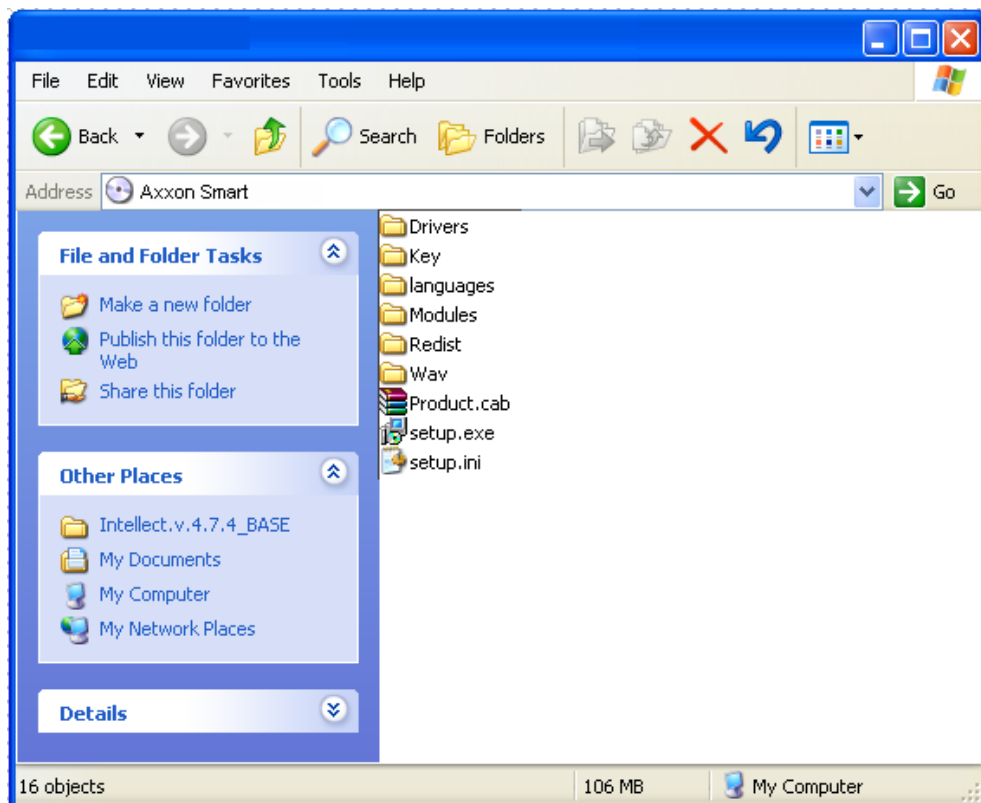 File Edit View Favorites Tools Help
Back Search Folders
Address Axxon Smart Go
File and Folder Tasks
Make a new folder
Publish this folder to the
Web
Share this folder
Other Places
Intellect.v.4.7.4_BASE
My Documents
My Computer
My Network Places
Details
Drivers
Key
languages
Modules
Redist
Wav
Product.cab
setup.exe
setup.ini
16 objects 106 MB My Computer